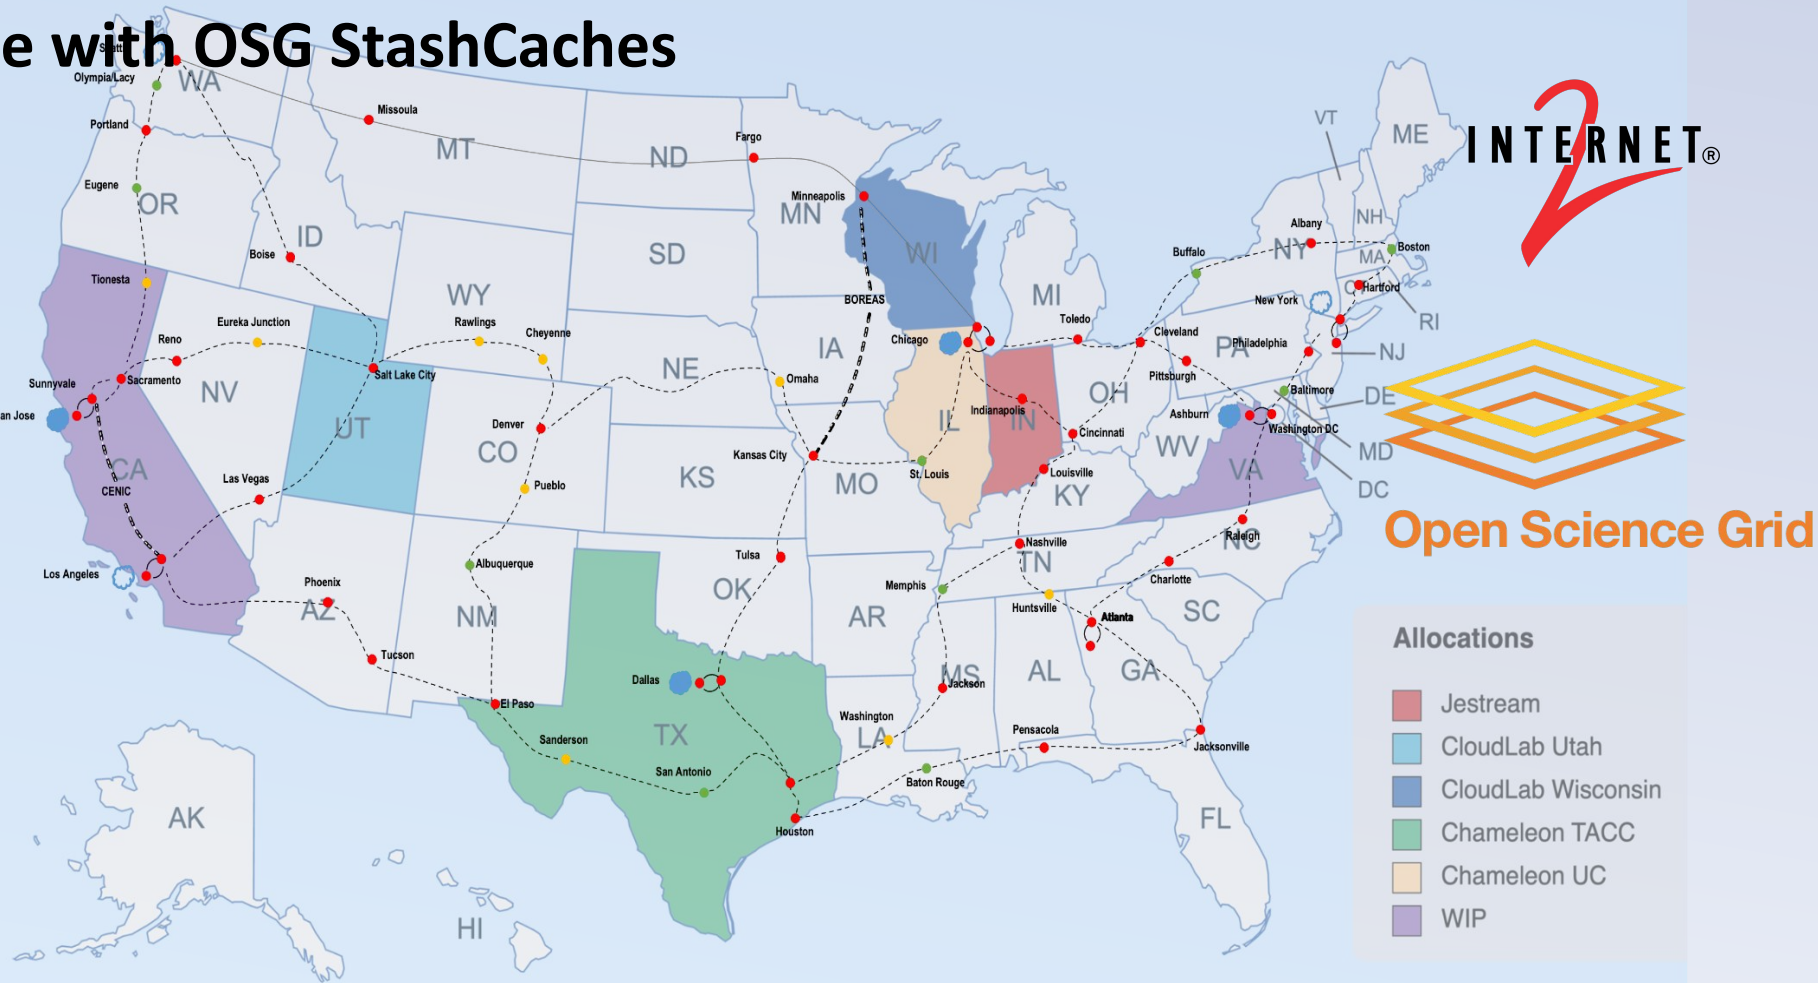 e with OSG StashCaches
Olympia/Lacy
WA
Missoula
Portland
MT
Fargo
ND
VT
ME
INTERNET®
2
Eugene
OR
Minneapolis
MN
ID
Boise
SD
WI
Albany
NH
NY
Boston
MA
Buffalo
Tionesta
WY
BOREAS
MI
New York
Hartford
RI
Eureka Junction
Rawlings
Cheyenne
Toledo
Cleveland
Reno
Chicago
IA
PA
Philadelphia
NJ
Sunnyvale
Sacramento
NV
Salt Lake City
NE
Omaha
Pittsburgh
OH
Baltimore
DE
an Jose
UT
Denver
CO
IL
Indianapolis
IN
Cincinnati
Ashburn
Washington DC
WV
MD
CA
CENIC
Las Vegas
Pueblo
KS
Kansas City
MO
St. Louis
Louisville
KY
VA
DC
Open Science Grid
Los Angeles
Phoenix
AZ
Albuquerque
NM
Tulsa
OK
Memphis
AR
Nashville
TN
Huntsville
Raleigh
NC
Charlotte
SC
Atlanta
Allocations
Tucson
El Paso
Dallas
TX
MS
Jackson
AL
GA
Jestream
Sanderson
San Antonio
Washington
LA
Pensacola
Jacksonville
CloudLab Utah
Baton Rouge
CloudLab Wisconsin
AK
Houston
FL
Chameleon TACC
Chameleon UC
HI
WIP